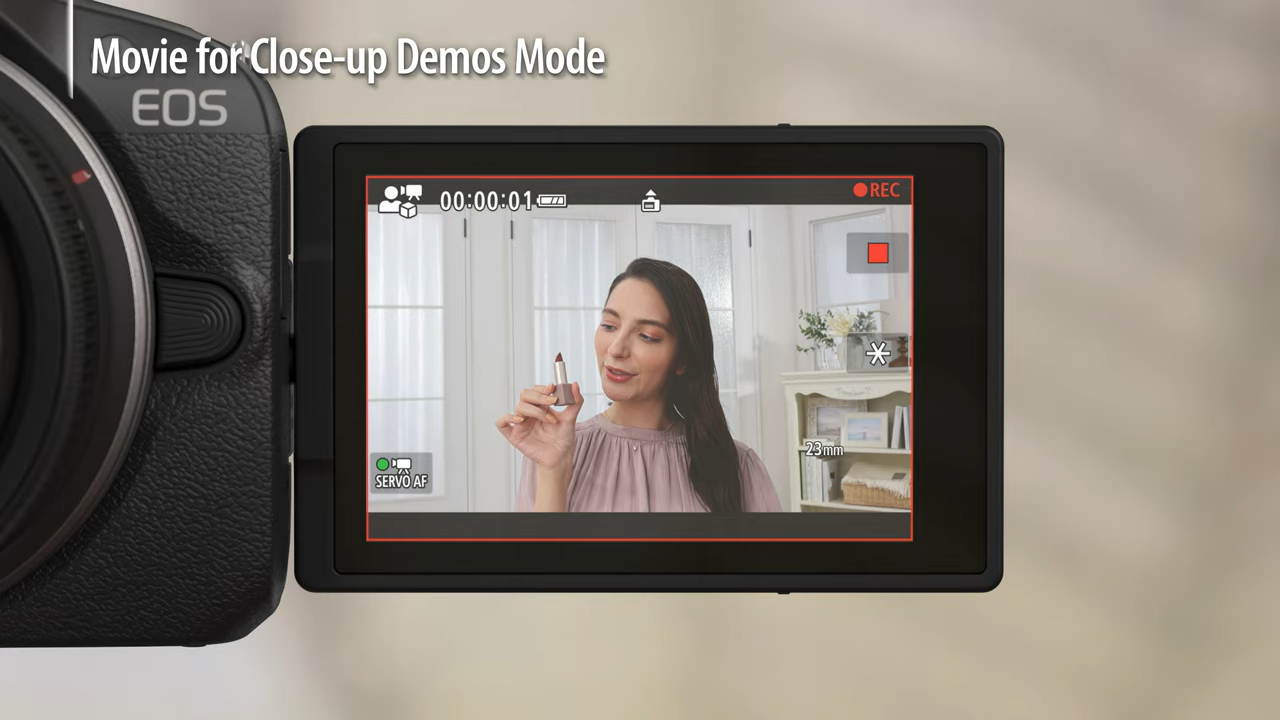 Movie for Close-up Demos Mode
EOS
00:00:01
REC
23mm
SERVO AF